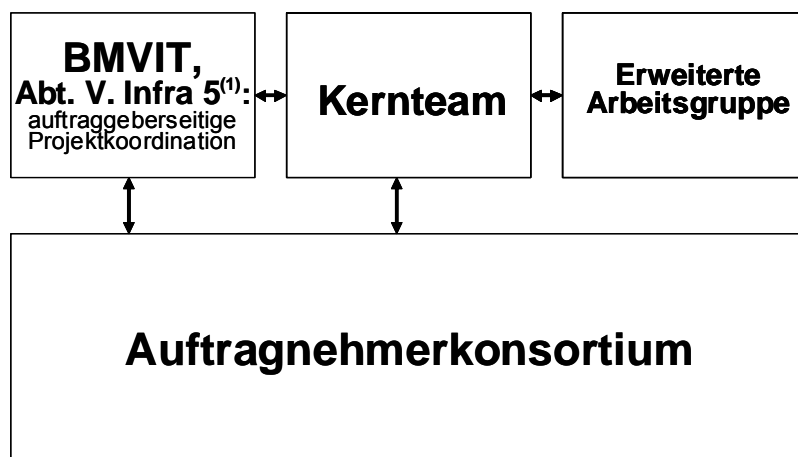 BMVIT,
Abt. V. Infra 5(1):
auftraggeberseitige
Projektkoordination
Kernteam
Erweiterte
Arbeitsgruppe
Auftragnehmerkonsortium